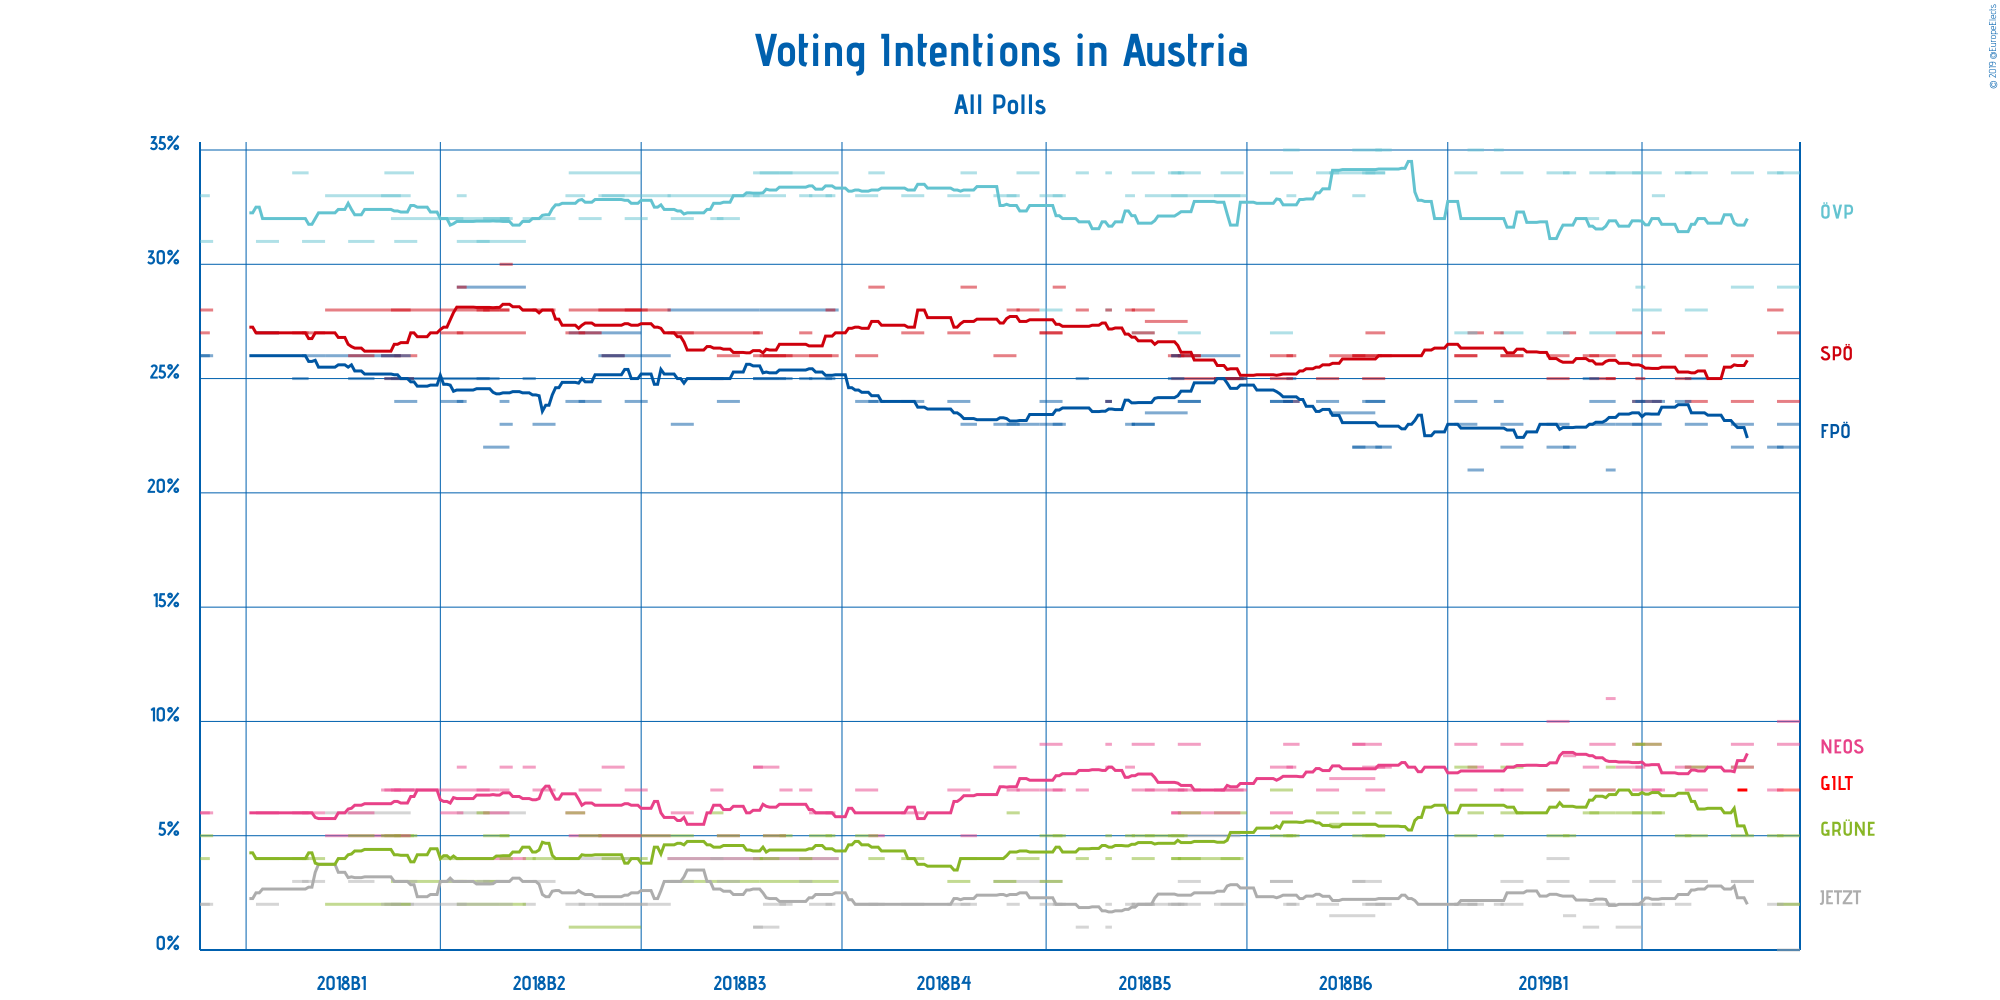 Voting Intentions in Austria
All Polls
© 2019 @EuropeElects
35%
30%
25%
20%
15%
10%
5%
0%
ÖVP
SPÖ
FPÖ
NEOS
GILT
GRÜNE
JETZT
2018B1 2018B2 2018B3 2018B4 2018B5 2018B6 2019B1